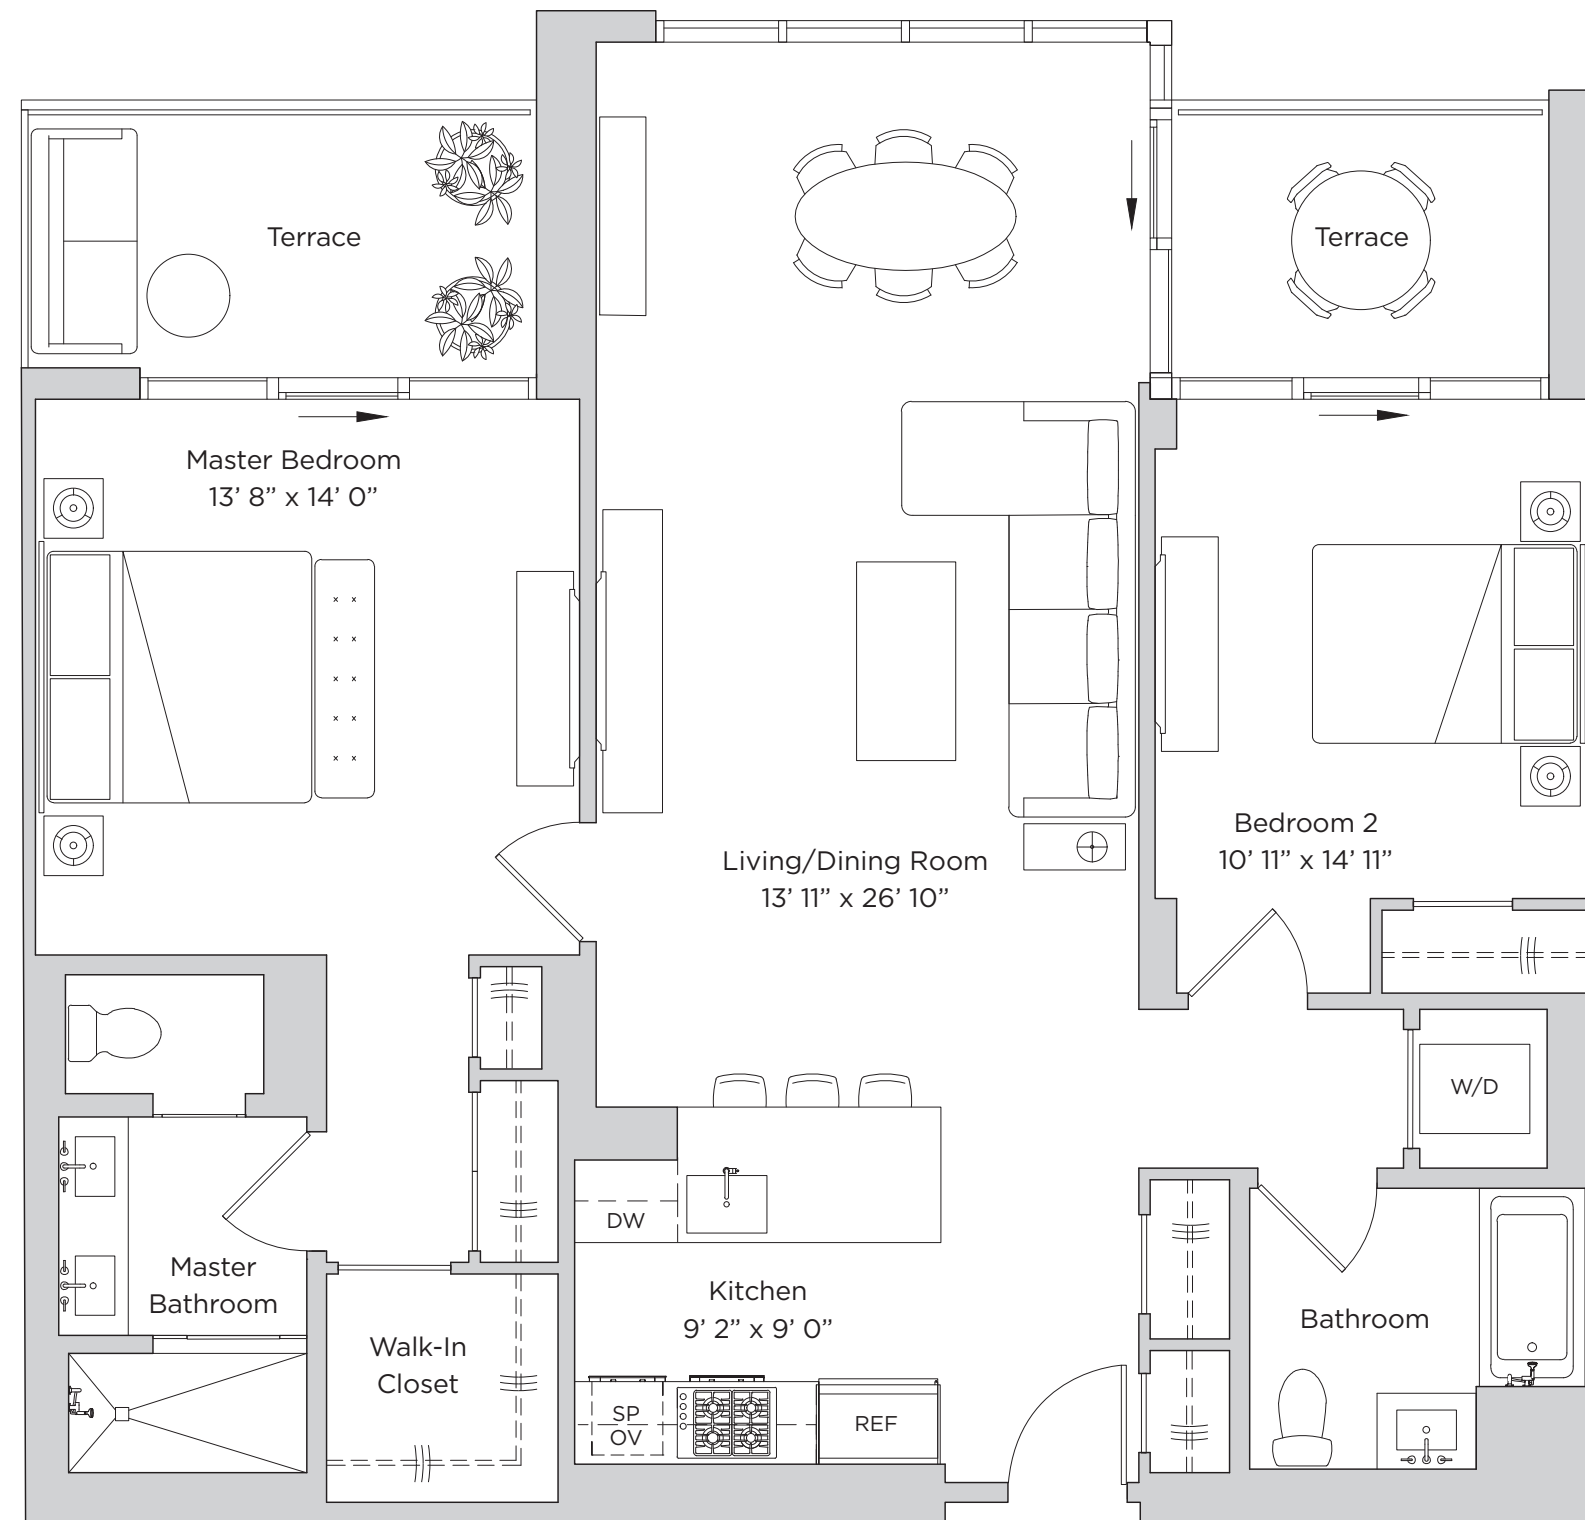 Terrace
Terrace
Master Bedroom
13’ 8” x 14’ 0”
Bedroom 2
10’ 11” x 14’ 11”
Living/Dining Room
13’ 11” x 26’ 10”
W/D
DW
Master
Bathroom
Kitchen
9’ 2” x 9’ 0”
Bathroom
Walk-In
Closet
SP
OV
REF